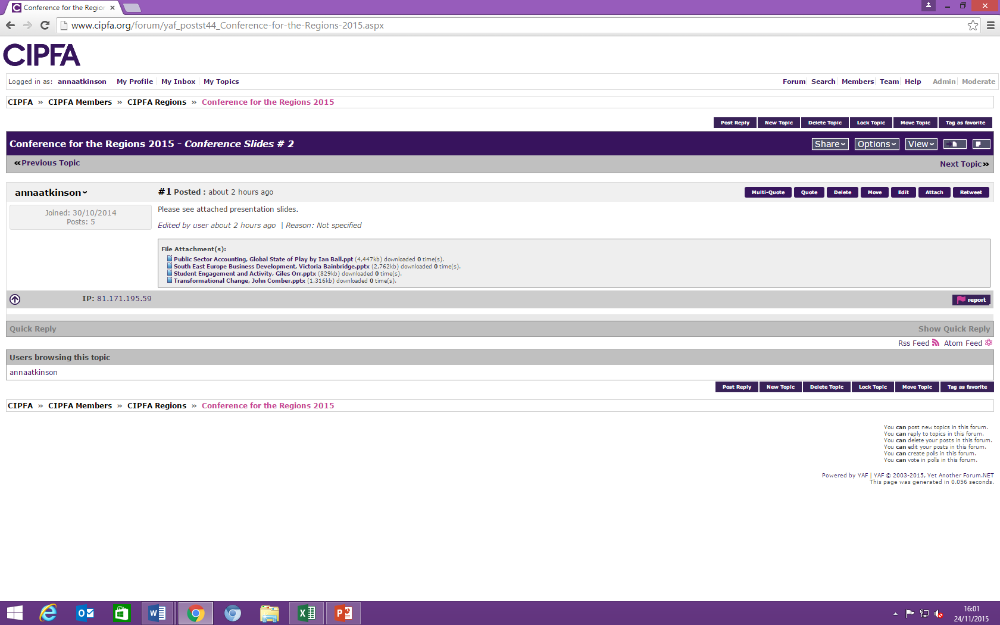 Conference for the Region
www.cipfa.org/forum/yaf_postst44_Conference-for-the-Regions-2015.aspx
CIPFA
Logged in as: annaatkinson My Profile My Inbox My Topics Forum Search Members Team Help Admin Moderate
CIPFA » CIPFA Members » CIPFA Regions » Conference for the Regions 2015
Post Reply New Topic Delete Topic Lock Topic Move Topic Tag as favorite
Conference for the Regions 2015 - Conference Slides # 2 Share Options View
«Previous Topic Next Topic»
annaatkinson #1 Posted : about 2 hours ago Multi-Quote Quote Delete Move Edit Attach Retweet
Joined: 30/10/2014
Posts: 5
Please see attached presentation slides.
Edited by user about 2 hours ago | Reason: Not specified
File Attachment(s):
Public Sector Accounting, Global State of Play by Ian Ball.ppt (4,447kb) downloaded 0 time(s).
South East Europe Business Development, Victoria Bainbridge.pptx (2,762kb) downloaded 0 time(s).
Student Engagement and Activity, Giles Orr.pptx (829kb) downloaded 0 time(s).
Transformational Change, John Comber.pptx (1,316kb) downloaded 0 time(s).
IP: 81.171.195.59 report
Quick Reply Show Quick Reply
Rss Feed Atom Feed
Users browsing this topic
annaatkinson
Post Reply New Topic Delete Topic Lock Topic Move Topic Tag as favorite
CIPFA » CIPFA Members » CIPFA Regions » Conference for the Regions 2015
You can post new topics in this forum.
You can reply to topics in this forum.
You can delete your posts in this forum.
You can edit your posts in this forum.
You can create polls in this forum.
You can vote in polls in this forum.
Powered by YAF | YAF © 2003-2015, Yet Another Forum.NET
This page was generated in 0.056 seconds.
16:01
24/11/2015